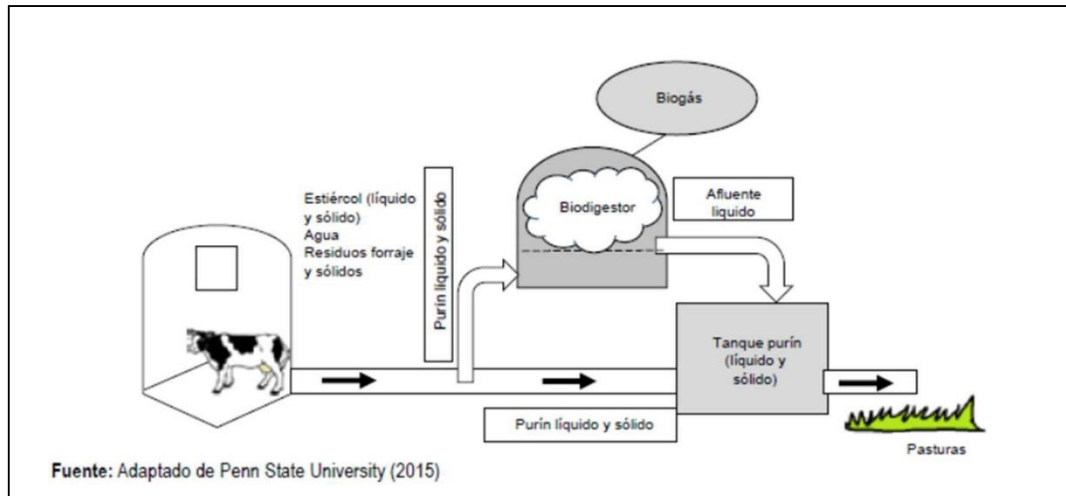 Biogás
Estiércol (líquido
y sólido)
Agua
Residuos forraje
y sólidos
Purín líquido y sólido
Biodigestor
Afluente
liquido
Tanque purín
(líquido y
sólido)
Purín líquido y sólido
Pasturas
Fuente: Adaptado de Penn State University (2015)